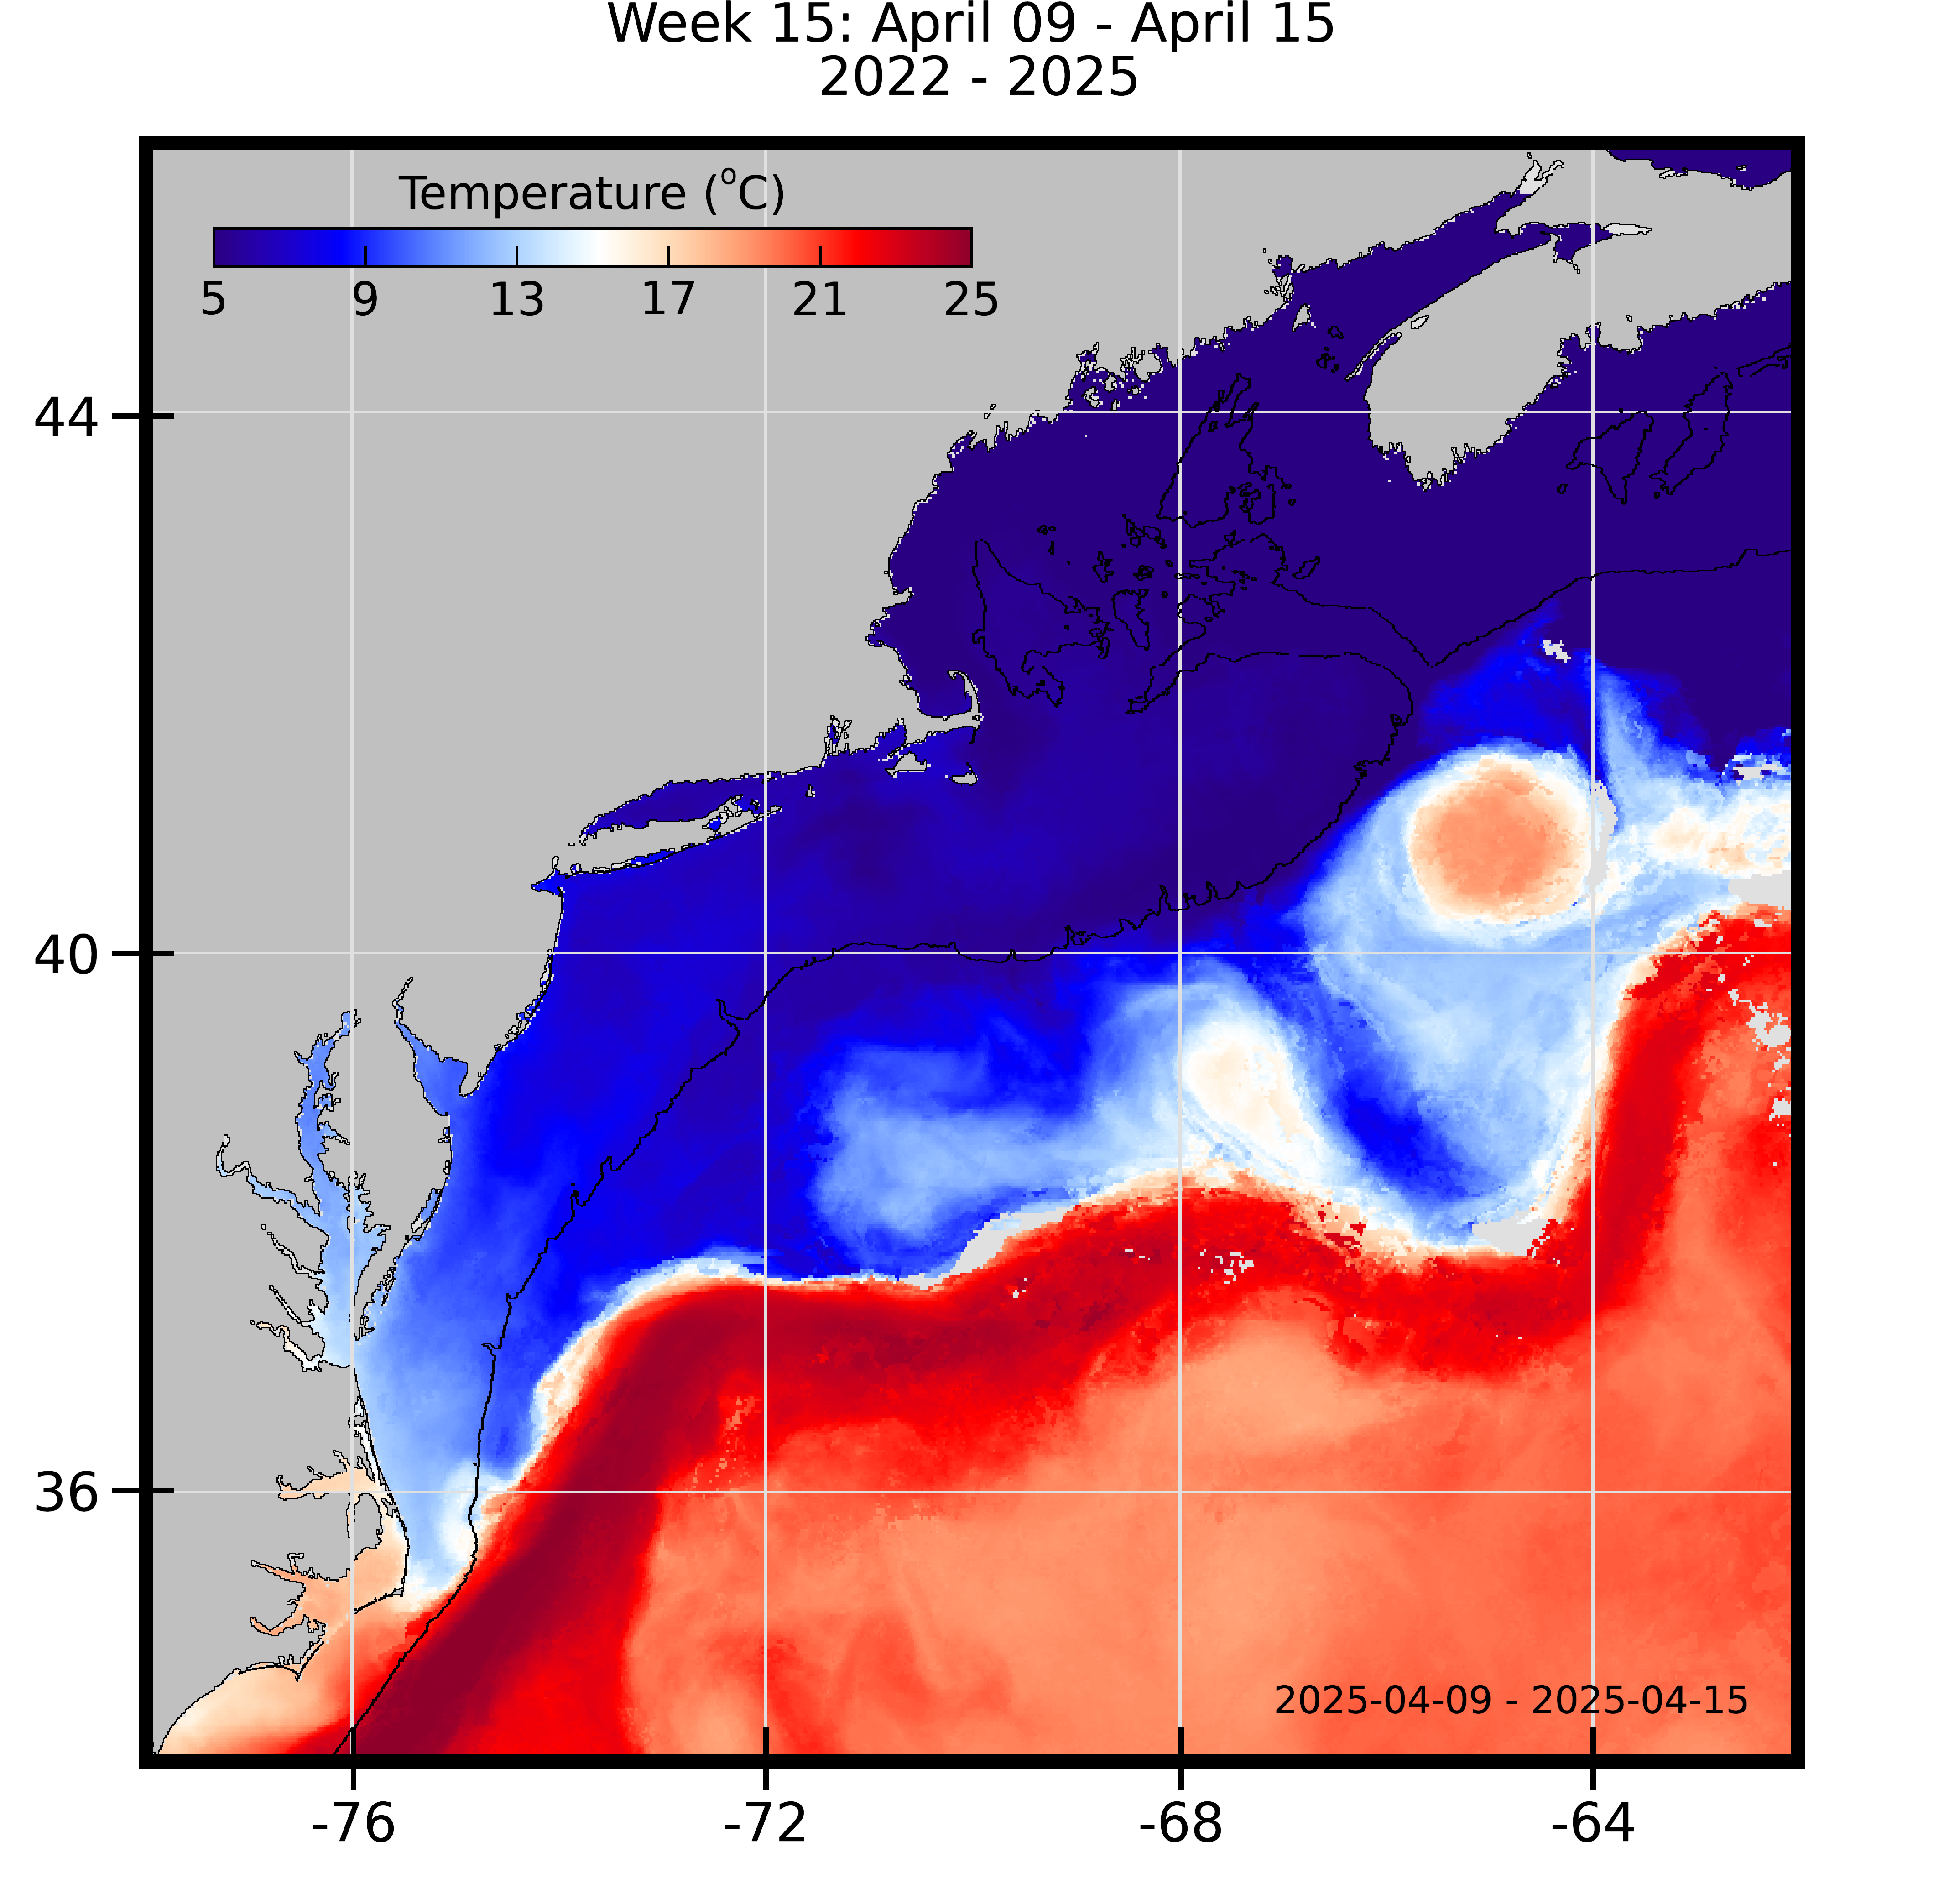 Week 15: April 09 - April 15
2022 - 2025
Temperature (°C)
5 9 13 17 21 25
44
40
36
2025-04-09 - 2025-04-15
-76 -72 -68 -64